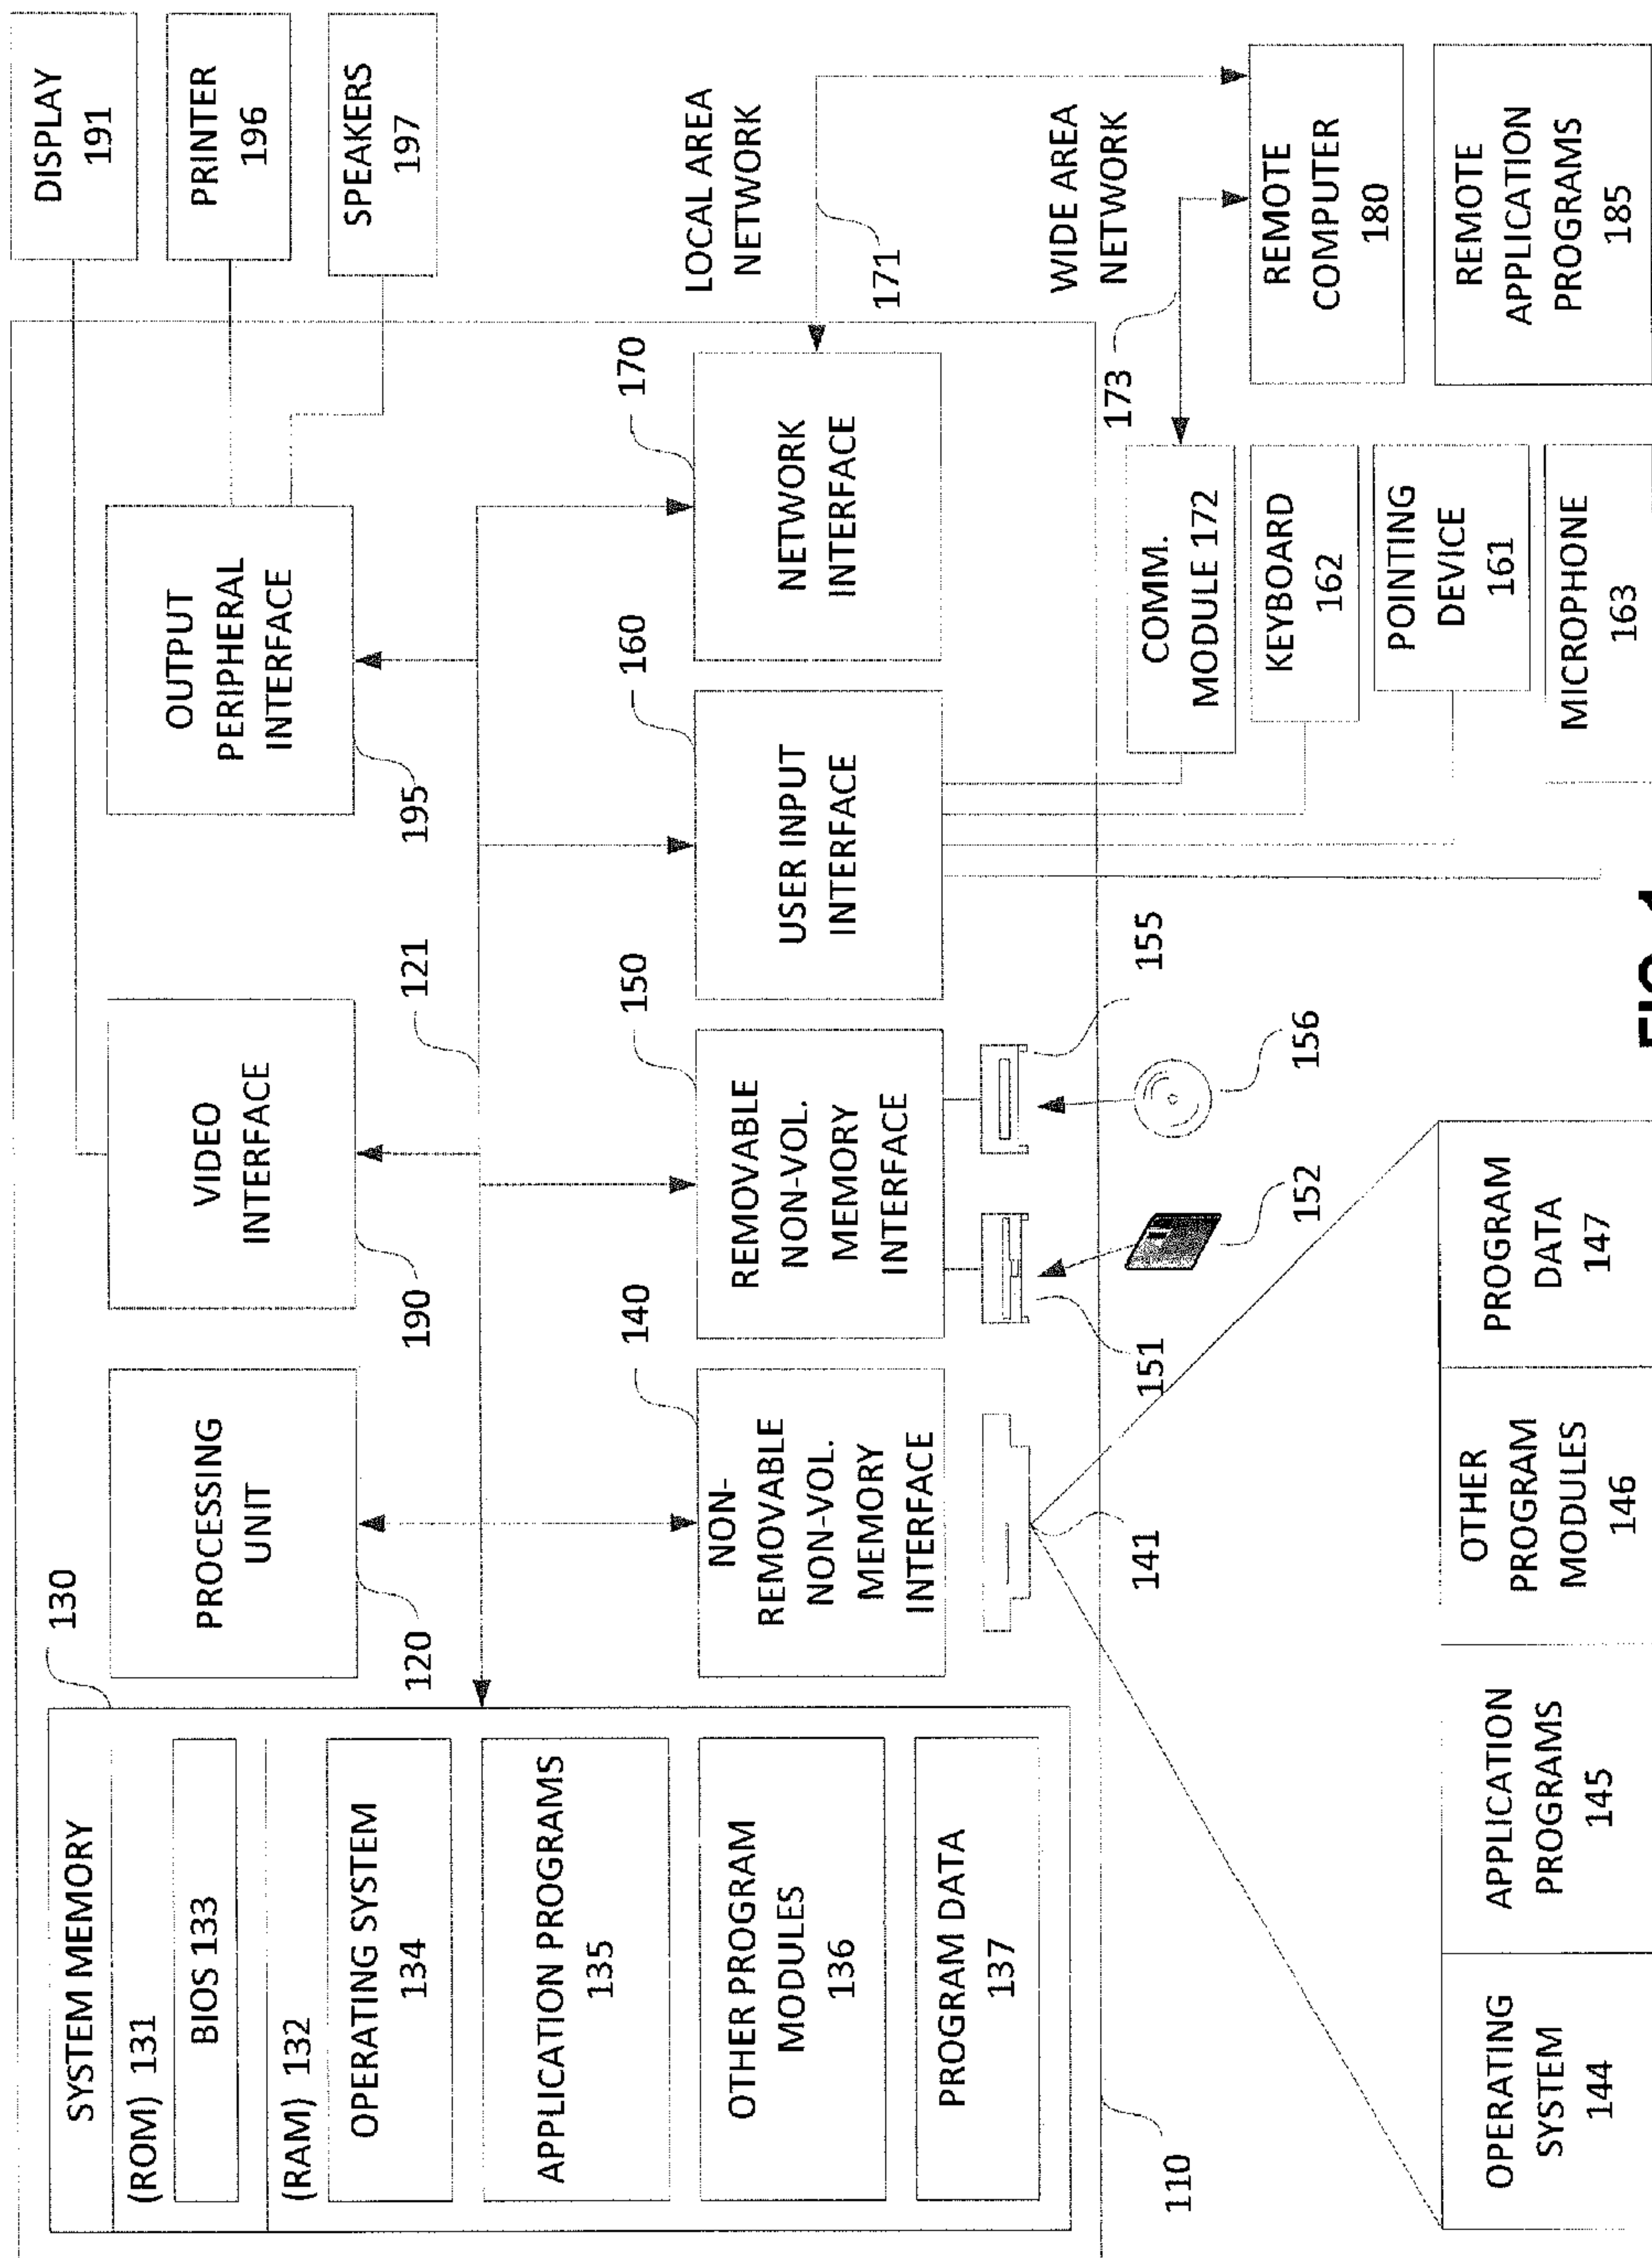 SYSTEM MEMORY
(ROM) 131
BIOS 133
(RAM) 132
OPERATING SYSTEM
134
APPLICATION PROGRAMS
135
OTHER PROGRAM
MODULES
136
PROGRAM DATA
137
130
PROCESSING
UNIT
120
VIDEO
INTERFACE
190
121
OUTPUT
PERIPHERAL
INTERFACE
195
DISPLAY
191
PRINTER
196
SPEAKERS
197
NON-
REMOVABLE
NON-VOL.
MEMORY
INTERFACE
140
REMOVABLE
NON-VOL.
MEMORY
INTERFACE
150
USER INPUT
INTERFACE
160
NETWORK
INTERFACE
170
LOCAL AREA
NETWORK
171
WIDE AREA
NETWORK
173
141
151
152
155
156
110
COMM.
MODULE 172
KEYBOARD
162
POINTING
DEVICE
161
MICROPHONE
163
REMOTE
COMPUTER
180
REMOTE
APPLICATION
PROGRAMS
185
OPERATING
SYSTEM
144
APPLICATION
PROGRAMS
145
OTHER
PROGRAM
MODULES
146
PROGRAM
DATA
147